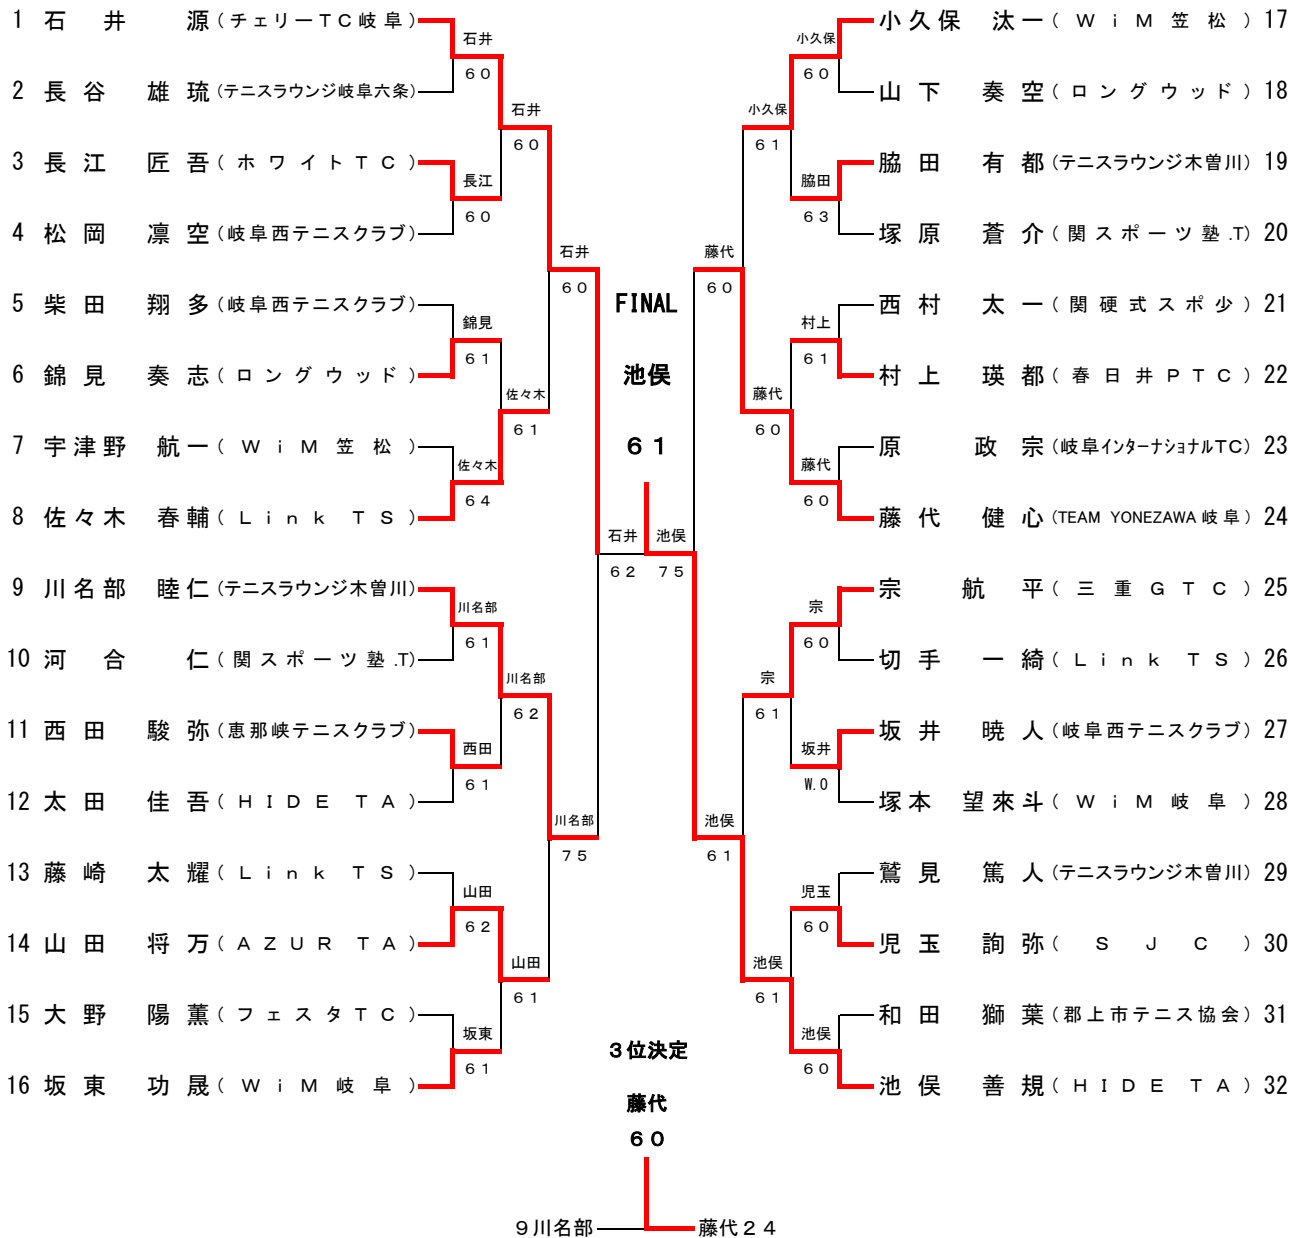 1 石井 源 (チェリーTC岐阜)
石井
60
2 長谷 雄琉 (テニスラウンジ岐阜六条)
石井
60
3 長江 匠吾 (ホワイトTC)
長江
60
4 松岡 凛空 (岐阜西テニスクラブ)
石井
60
5 柴田 翔多 (岐阜西テニスクラブ)
錦見
61
6 錦見 奏志 (ロングウッド)
佐々木
61
7 宇津野 航一 (WiM笠松)
佐々木
64
8 佐々木 春輔 (Link TS)
石井
62
9 川名部 睦仁 (テニスラウンジ木曽川)
川名部
61
10 河合 仁 (関スポーツ塾.T)
川名部
62
11 西田 駿弥 (恵那峡テニスクラブ)
西田
61
12 太田 佳吾 (HIDE TA)
川名部
75
13 藤崎 太耀 (Link TS)
山田
62
14 山田 将万 (AZUR TA)
山田
61
15 大野 陽薫 (フェスタTC)
坂東
61
16 坂東 功晟 (WiM岐阜)
FINAL
池俣
61
小久保 汰一 (WiM笠松) 17
小久保
60
山下 奏空 (ロングウッド) 18
小久保
61
脇田 有都 (テニスラウンジ木曽川) 19
脇田
63
塚原 蒼介 (関スポーツ塾.T) 20
藤代
60
西村 太一 (関硬式スポ少) 21
村上
61
村上 瑛都 (春日井PTC) 22
藤代
60
原 政宗 (岐阜インターナショナルTC) 23
藤代
60
藤代 健心 (TEAM YONEZAWA 岐阜) 24
池俣
75
宗 航平 (三重GTC) 25
宗
60
切手 一綺 (Link TS) 26
宗
61
坂井 暁人 (岐阜西テニスクラブ) 27
坂井
W.O
塚本 望來斗 (WiM岐阜) 28
池俣
61
鷲見 篤人 (テニスラウンジ木曽川) 29
児玉
60
児玉 詢弥 (SJC) 30
池俣
61
和田 獅葉 (郡上市テニス協会) 31
池俣
60
池俣 善規 (HIDE TA) 32
3位決定
藤代
60
9川名部
藤代24